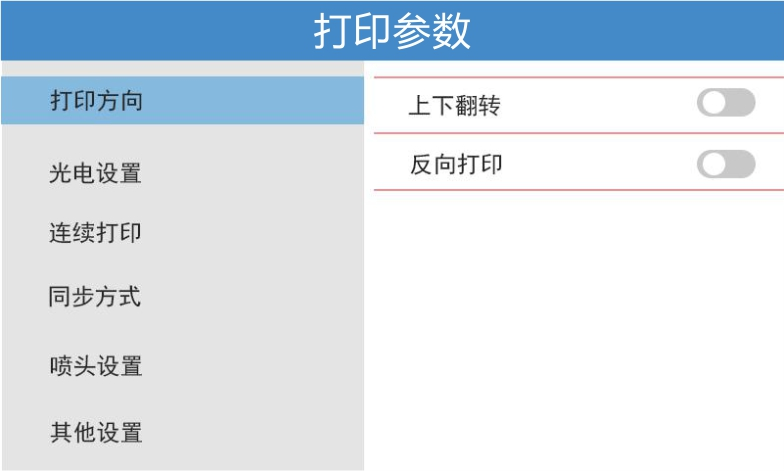 打印参数
打印方向
光电设置
连续打印
同步方式
喷头设置
其他设置
上下翻转
反向打印